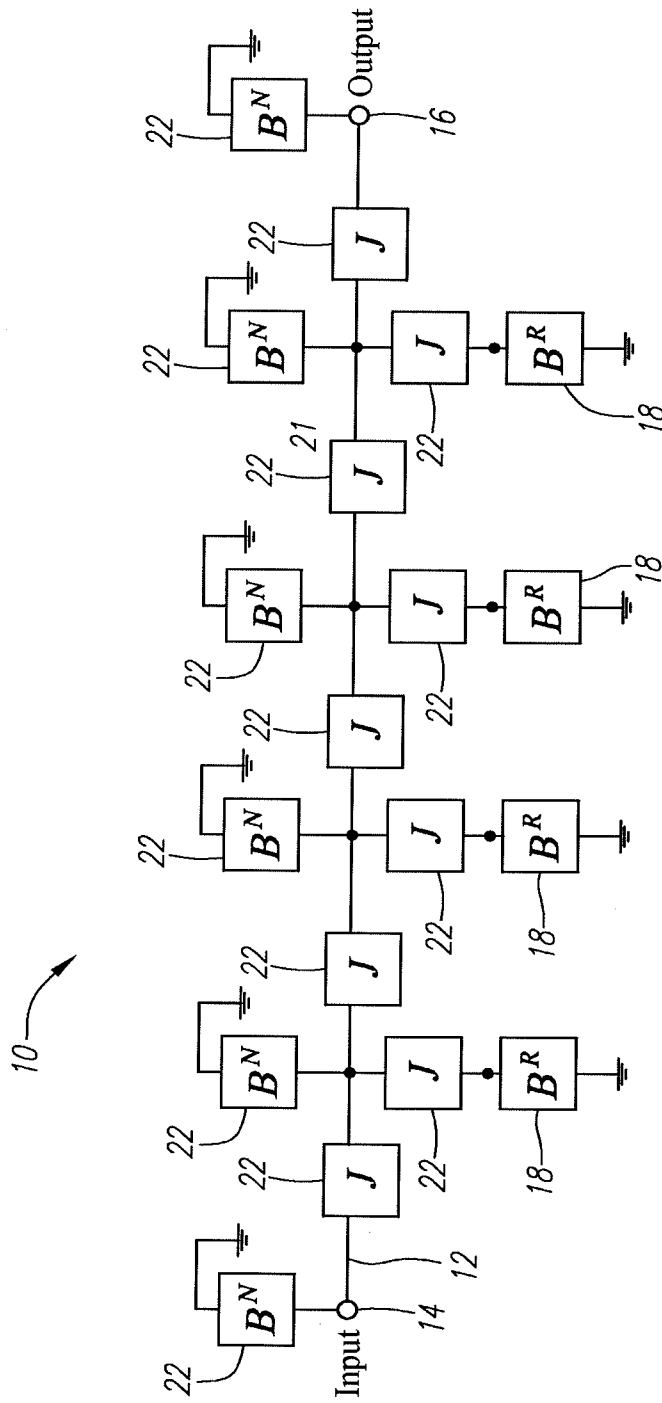 10
22 22 22 22 22 22
B^N B^N B^N B^N B^N B^N
22 22 22 22 21 22
J J J J J
Input Output
14 12 16
J J J J
22 22 22 22
B^R B^R B^R B^R
18 18 18 18